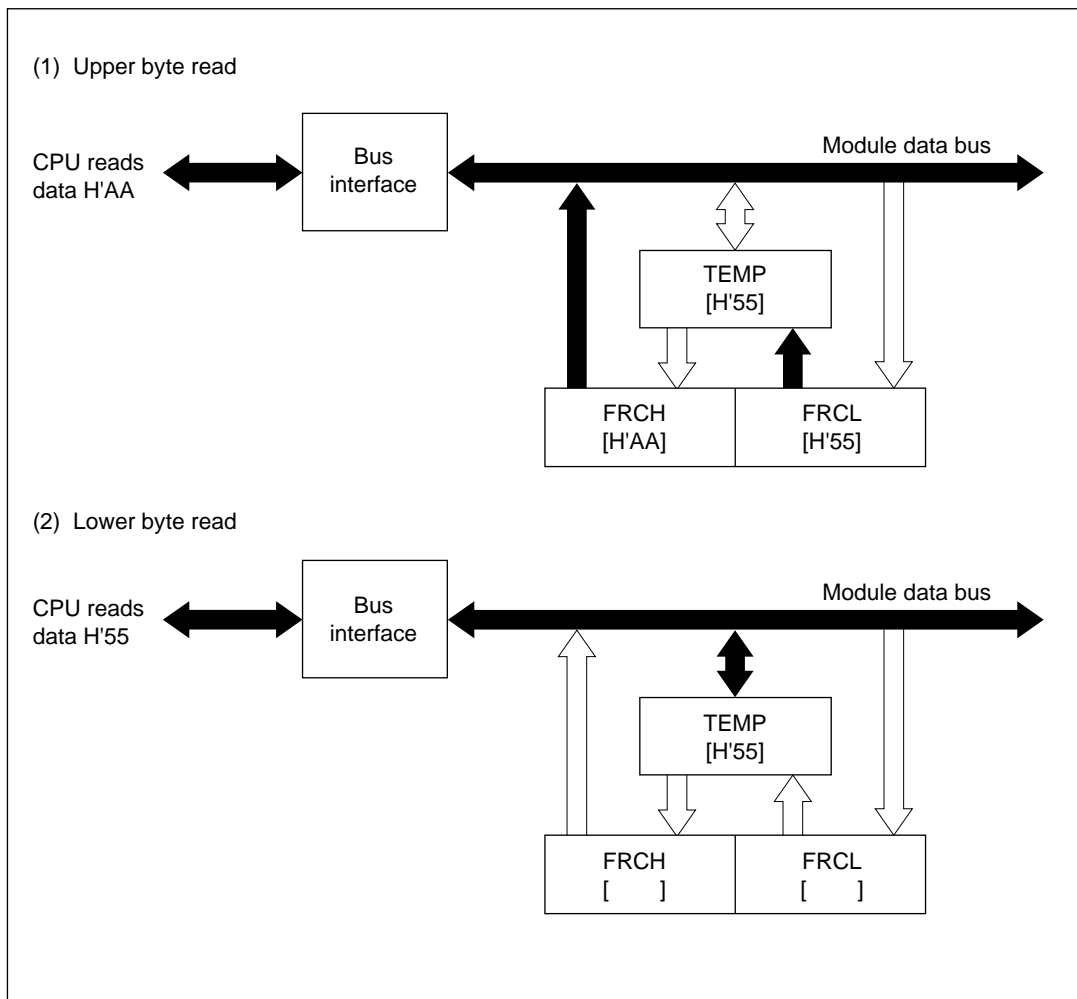 (1) Upper byte read
CPU reads
data H'AA
Bus
interface
Module data bus
TEMP
[H'55]
FRCH
[H'AA]
FRCL
[H'55]
(2) Lower byte read
CPU reads
data H'55
Bus
interface
Module data bus
TEMP
[H'55]
FRCH
[ ]
FRCL
[ ]